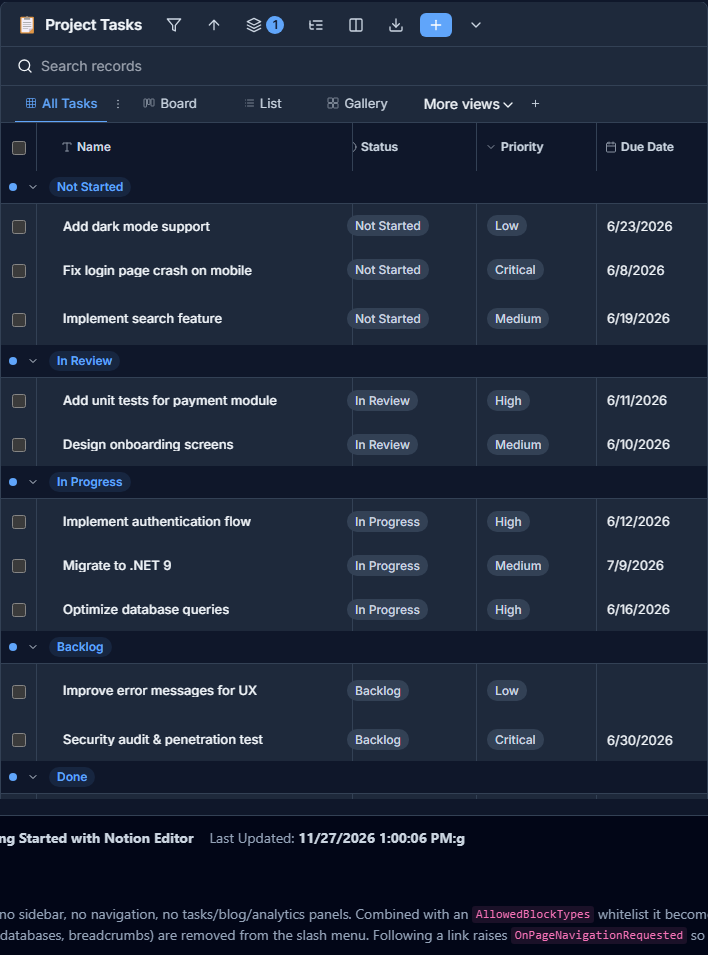 Project Tasks 1
Search records
All Tasks Board List Gallery More views +
Name Status Priority Due Date
Not Started
Add dark mode support Not Started Low 6/23/2026
Fix login page crash on mobile Not Started Critical 6/8/2026
Implement search feature Not Started Medium 6/19/2026
In Review
Add unit tests for payment module In Review High 6/11/2026
Design onboarding screens In Review Medium 6/10/2026
In Progress
Implement authentication flow In Progress High 6/12/2026
Migrate to .NET 9 In Progress Medium 7/9/2026
Optimize database queries In Progress High 6/16/2026
Backlog
Improve error messages for UX Backlog Low
Security audit & penetration test Backlog Critical 6/30/2026
Done
ng Started with Notion Editor Last Updated: 11/27/2026 1:00:06 PM:g
no sidebar, no navigation, no tasks/blog/analytics panels. Combined with an AllowedBlockTypes whitelist it becom
(databases, breadcrumbs) are removed from the slash menu. Following a link raises OnPageNavigationRequested so